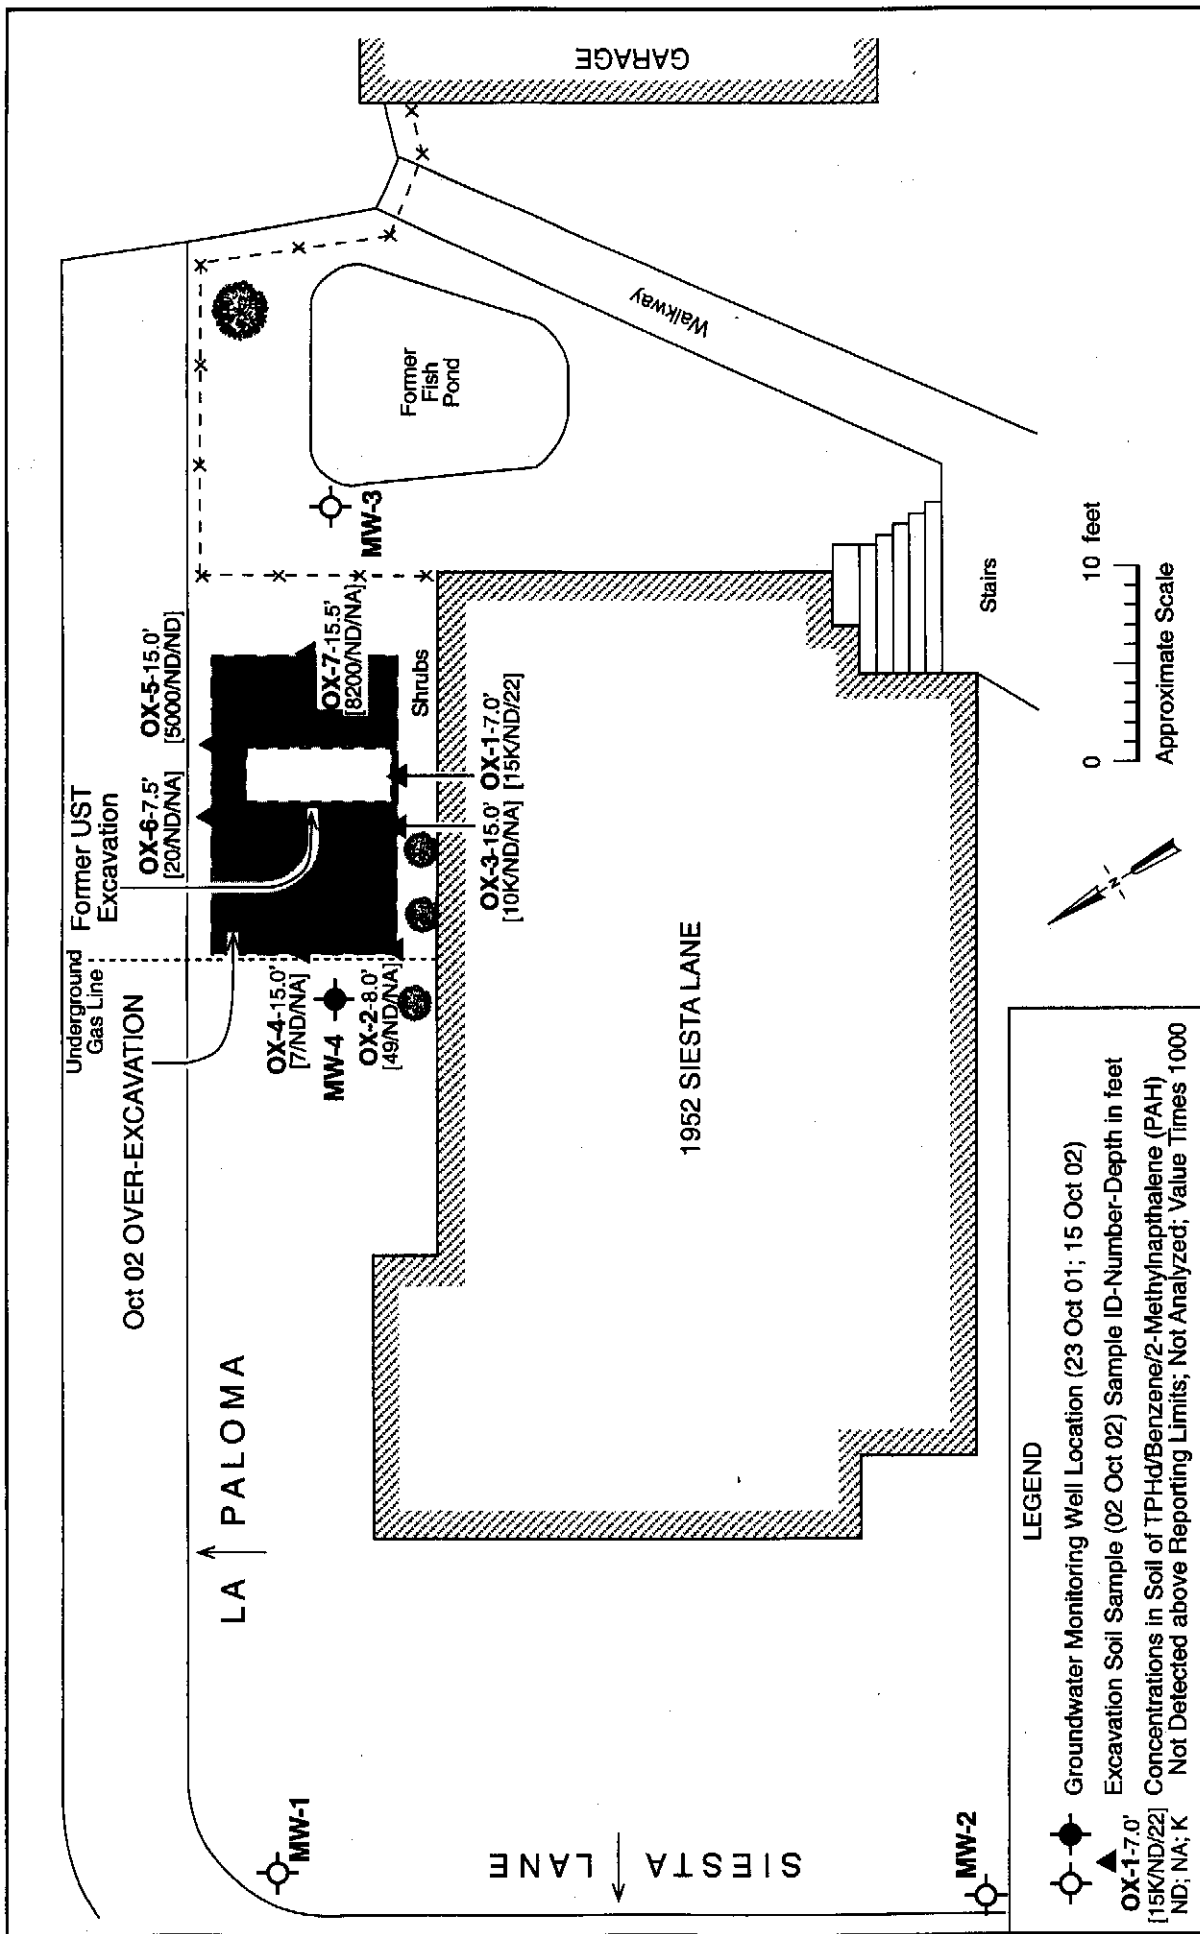 GARAGE
Walkway
Former
Fish
Pond
MW-3
Stairs
0 10 feet
Approximate Scale
N
Former UST
Excavation
OX-6-7.5'
[20/ND/NA]
OX-5-15.0'
[5000/ND/ND]
OX-7-15.5'
[8200/ND/NA]
Shrubs
OX-3-15.0'
[10K/ND/NA]
OX-1-7.0'
[15K/ND/22]
Underground
Gas Line
Oct 02 OVER-EXCAVATION
OX-4-15.0'
[7/ND/NA]
MW-4
OX-2-8.0'
[49/ND/NA]
1952 SIESTA LANE
LA PALOMA
MW-1
SIESTA LANE
MW-2
LEGEND
Groundwater Monitoring Well Location (23 Oct 01; 15 Oct 02)
Excavation Soil Sample (02 Oct 02) Sample ID-Number-Depth in feet
OX-1-7.0'
[15K/ND/22] Concentrations in Soil of TPHd/Benzene/2-Methylnapthalene (PAH)
ND; NA; K Not Detected above Reporting Limits; Not Analyzed; Value Times 1000